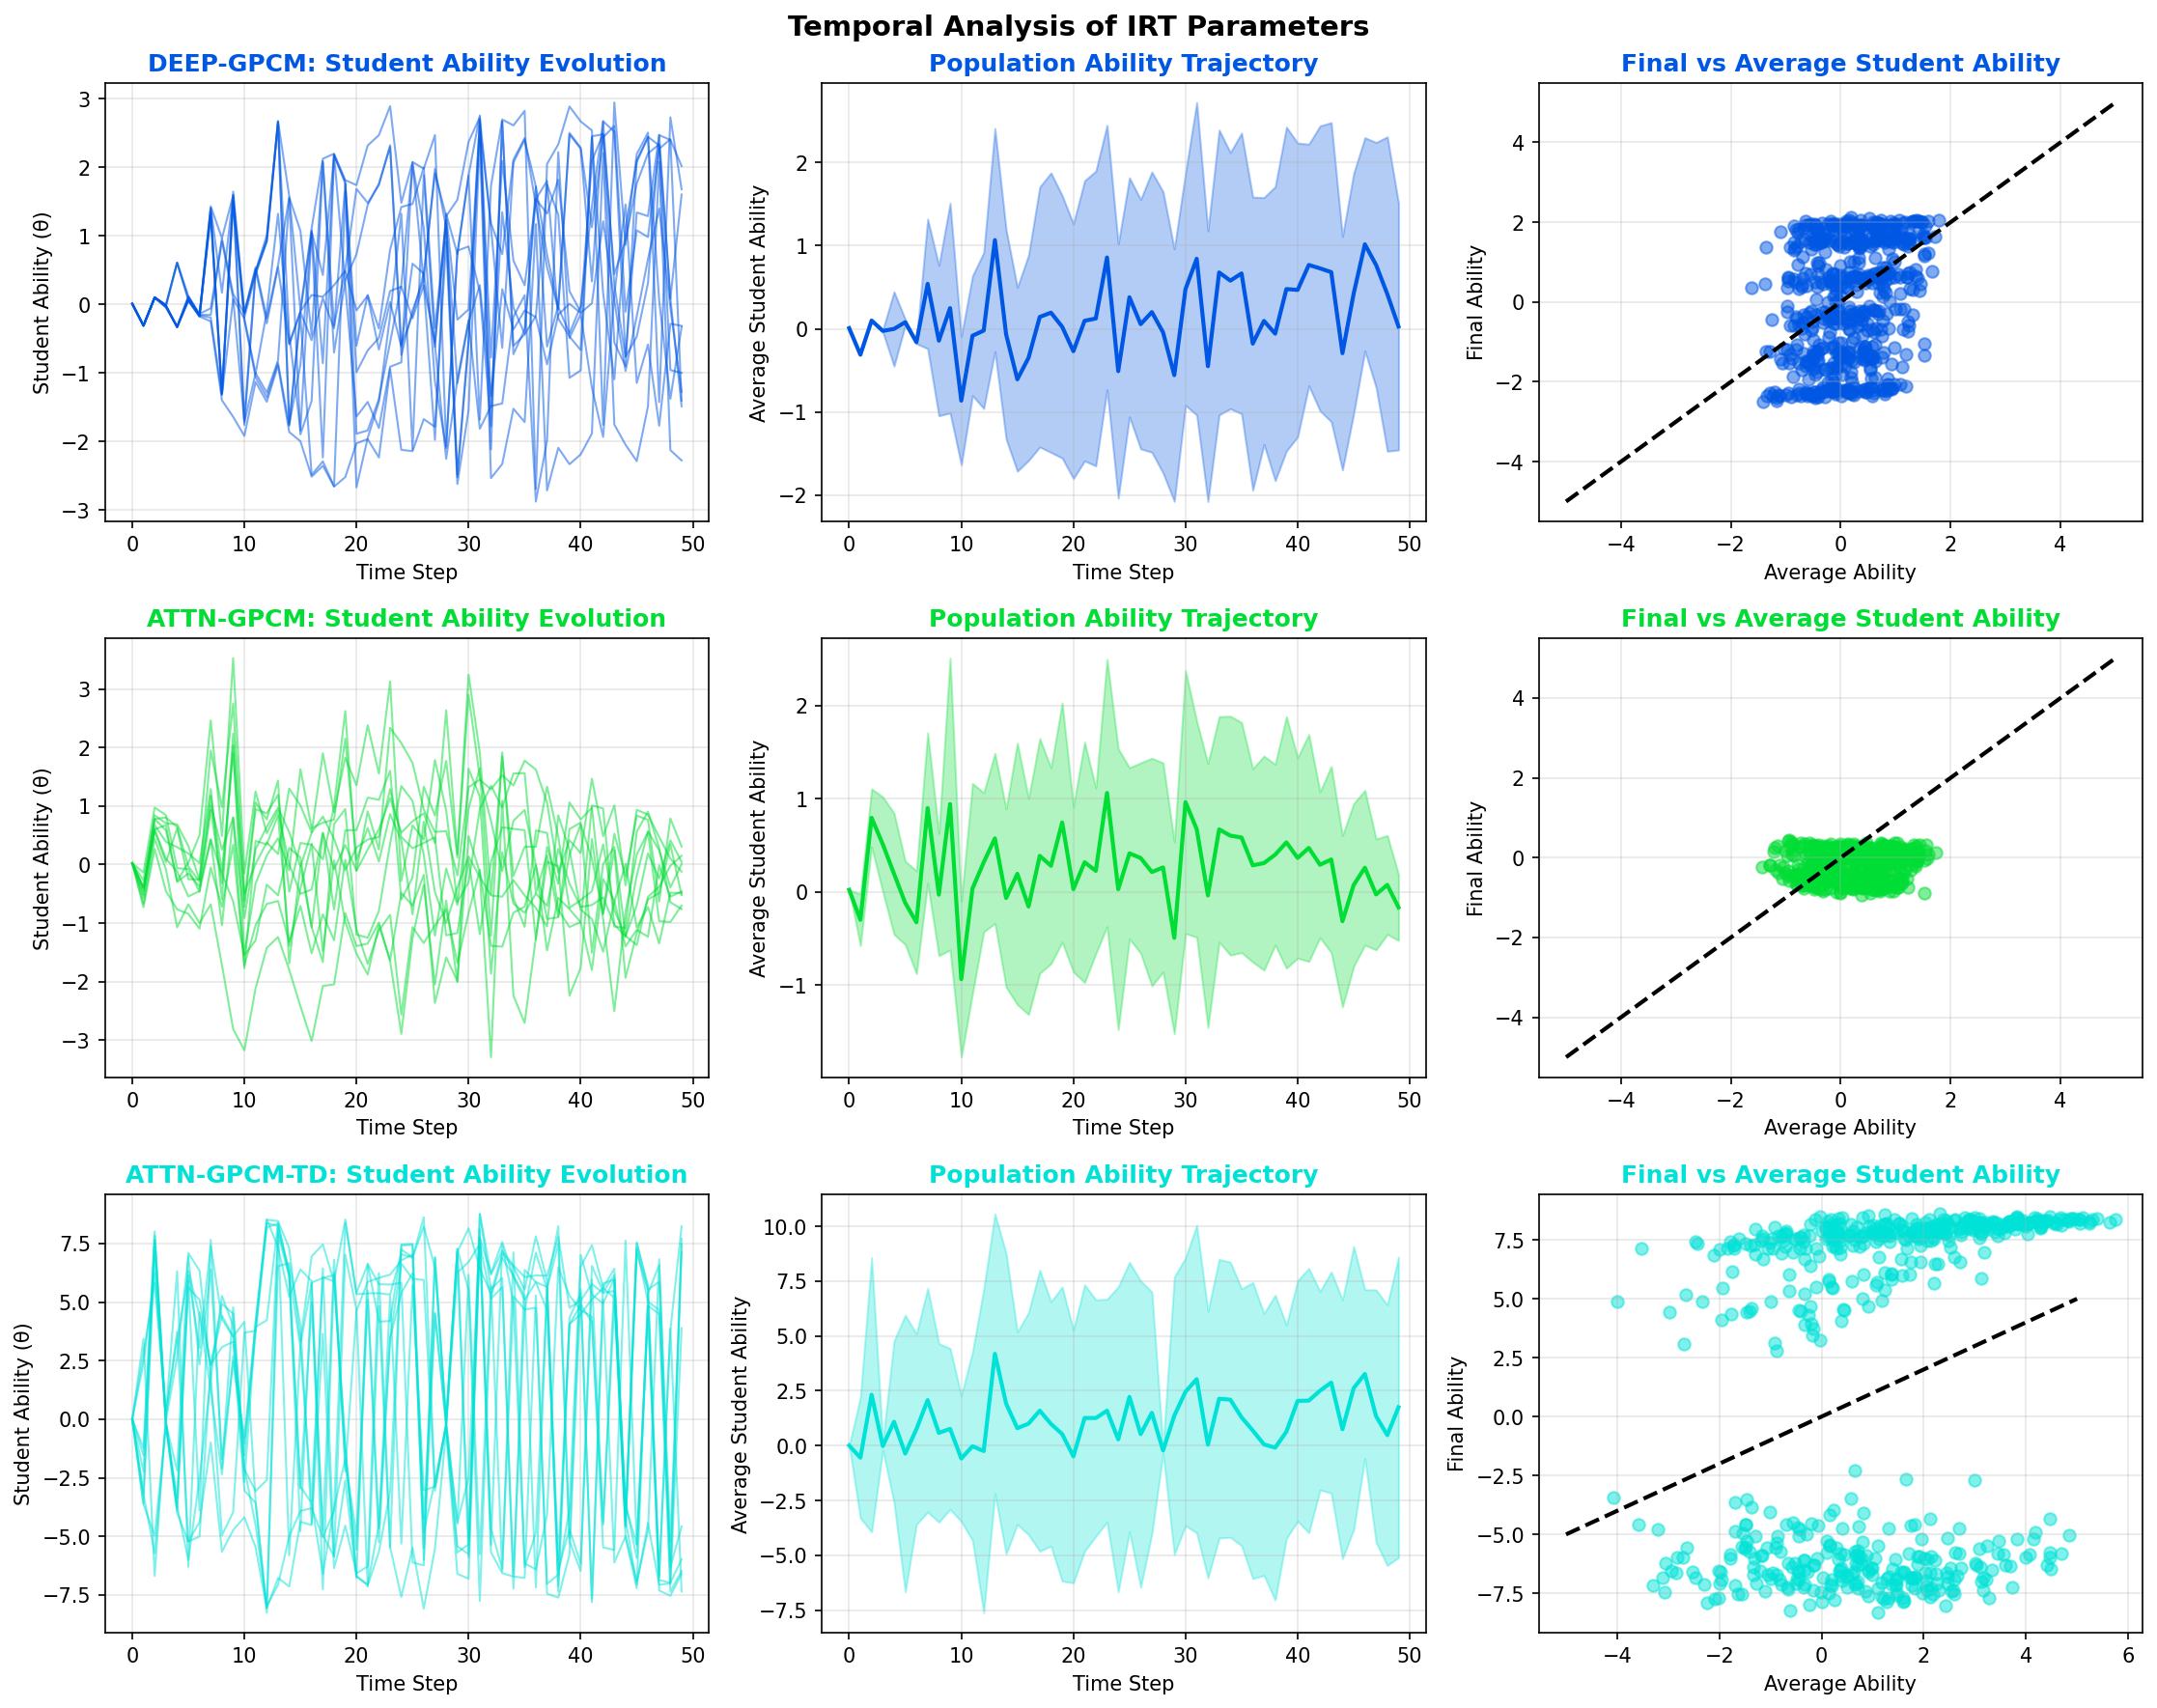 Temporal Analysis of IRT Parameters
DEEP-GPCM: Student Ability Evolution
Student Ability (θ)
3
2
1
0
−1
−2
−3
0 10 20 30 40 50
Time Step
Population Ability Trajectory
Average Student Ability
2
1
0
−1
−2
0 10 20 30 40 50
Time Step
Final vs Average Student Ability
Final Ability
4
2
0
−2
−4
−4 −2 0 2 4
Average Ability
ATTN-GPCM: Student Ability Evolution
Student Ability (θ)
3
2
1
0
−1
−2
−3
0 10 20 30 40 50
Time Step
Population Ability Trajectory
Average Student Ability
2
1
0
−1
0 10 20 30 40 50
Time Step
Final vs Average Student Ability
Final Ability
4
2
0
−2
−4
−4 −2 0 2 4
Average Ability
ATTN-GPCM-TD: Student Ability Evolution
Student Ability (θ)
7.5
5.0
2.5
0.0
−2.5
−5.0
−7.5
0 10 20 30 40 50
Time Step
Population Ability Trajectory
Average Student Ability
10.0
7.5
5.0
2.5
0.0
−2.5
−5.0
−7.5
0 10 20 30 40 50
Time Step
Final vs Average Student Ability
Final Ability
7.5
5.0
2.5
0.0
−2.5
−5.0
−7.5
−4 −2 0 2 4 6
Average Ability